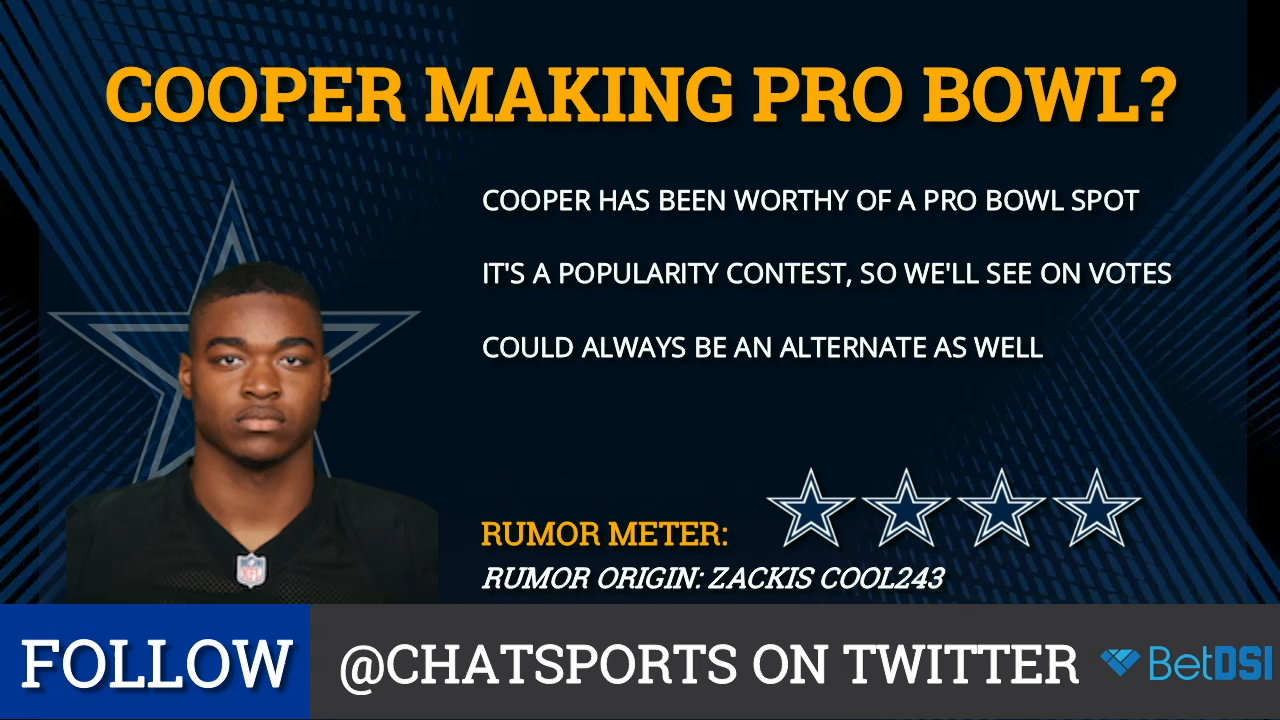 COOPER MAKING PRO BOWL?
COOPER HAS BEEN WORTHY OF A PRO BOWL SPOT
IT'S A POPULARITY CONTEST, SO WE'LL SEE ON VOTES
COULD ALWAYS BE AN ALTERNATE AS WELL
RUMOR METER:
RUMOR ORIGIN: ZACKIS COOL243
NFL
FOLLOW @CHATSPORTS ON TWITTER BetDSI